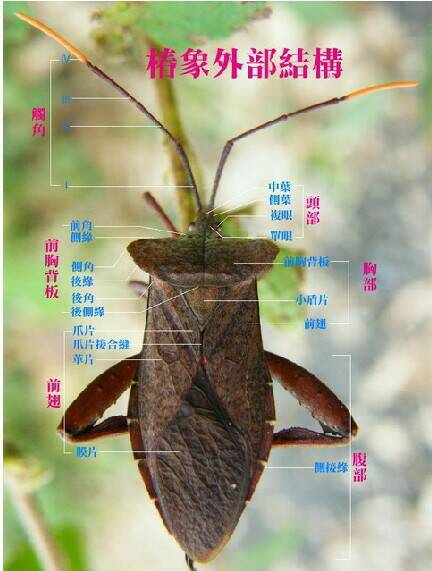 椿象外部結構
觸角
IV
III
II
I
中葉
側葉
複眼
單眼
頭部
前角
側緣
側角
後緣
後角
後側緣
前胸背板
前胸背板
小盾片
前翅
胸部
爪片
爪片接合縫
革片
膜片
前翅
側接緣
腹部